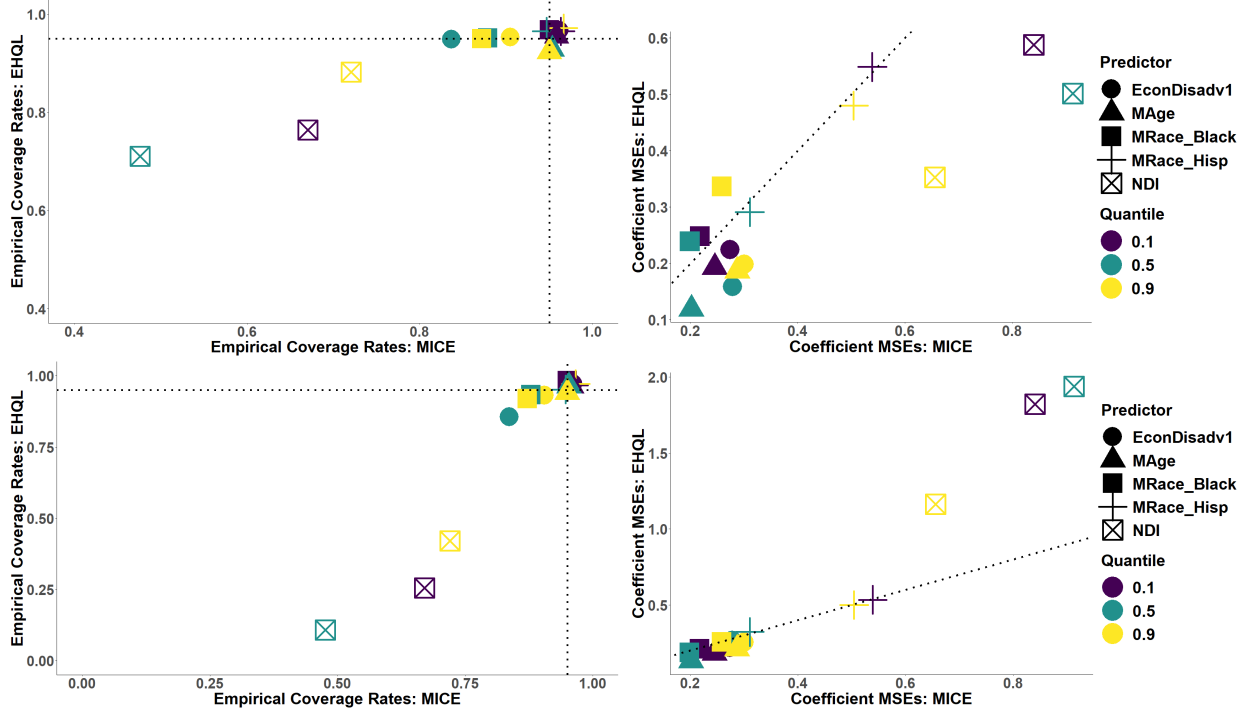 Empirical Coverage Rates: EHQL
1.0
0.8
0.6
0.4
0.4
0.6
0.8
1.0
Empirical Coverage Rates: MICE
Coefficient MSEs: EHQL
0.6
0.5
0.4
0.3
0.2
0.1
0.2
0.4
0.6
0.8
Coefficient MSEs: MICE
Predictor
EconDisadv1
MAge
MRace_Black
MRace_Hisp
NDI
Quantile
0.1
0.5
0.9
Empirical Coverage Rates: EHQL
1.00
0.75
0.50
0.25
0.00
0.00
0.25
0.50
0.75
1.00
Empirical Coverage Rates: MICE
Coefficient MSEs: EHQL
2.0
1.5
1.0
0.5
0.2
0.4
0.6
0.8
Coefficient MSEs: MICE
Predictor
EconDisadv1
MAge
MRace_Black
MRace_Hisp
NDI
Quantile
0.1
0.5
0.9